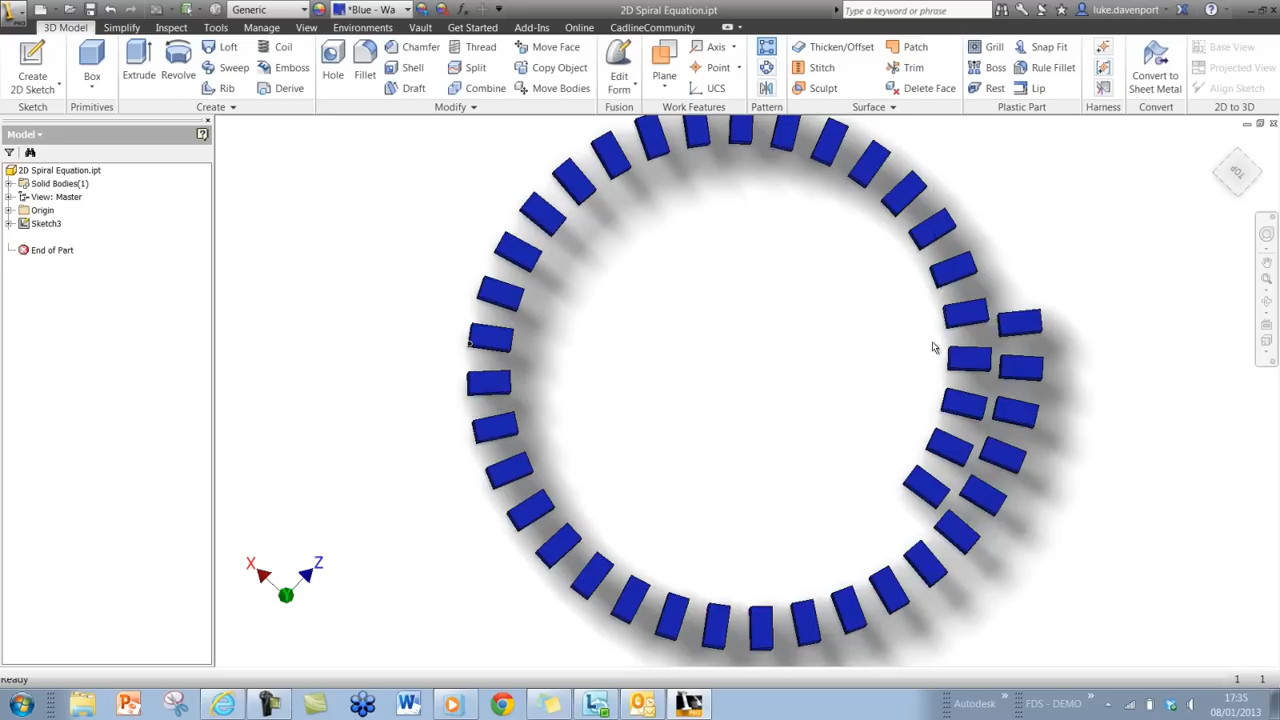 PRO
Generic
*Blue - Wa
fx
2D Spiral Equation.ipt
Type a keyword or phrase
luke.davenport
3D Model Simplify Inspect Tools Manage View Environments Vault Get Started Add-Ins Online CadlineCommunity
Create
2D Sketch
Sketch
Box
Primitives
Extrude
Revolve
Loft
Sweep
Rib
Coil
Emboss
Derive
Create
Hole
Fillet
Chamfer
Shell
Draft
Thread
Split
Combine
Move Face
Copy Object
Move Bodies
Modify
Edit
Form
Fusion
Plane
Axis
Point
UCS
Work Features
Pattern
Thicken/Offset
Stitch
Sculpt
Patch
Trim
Delete Face
Surface
Grill
Boss
Rest
Snap Fit
Rule Fillet
Lip
Plastic Part
Harness
Convert to
Sheet Metal
Convert
Base View
Projected View
Align Sketch
2D to 3D
Model
2D Spiral Equation.ipt
Solid Bodies(1)
View: Master
Origin
Sketch3
End of Part
TOP
X
Z
Ready
1 1
Autodesk
FDS - DEMO
17:35
08/01/2013